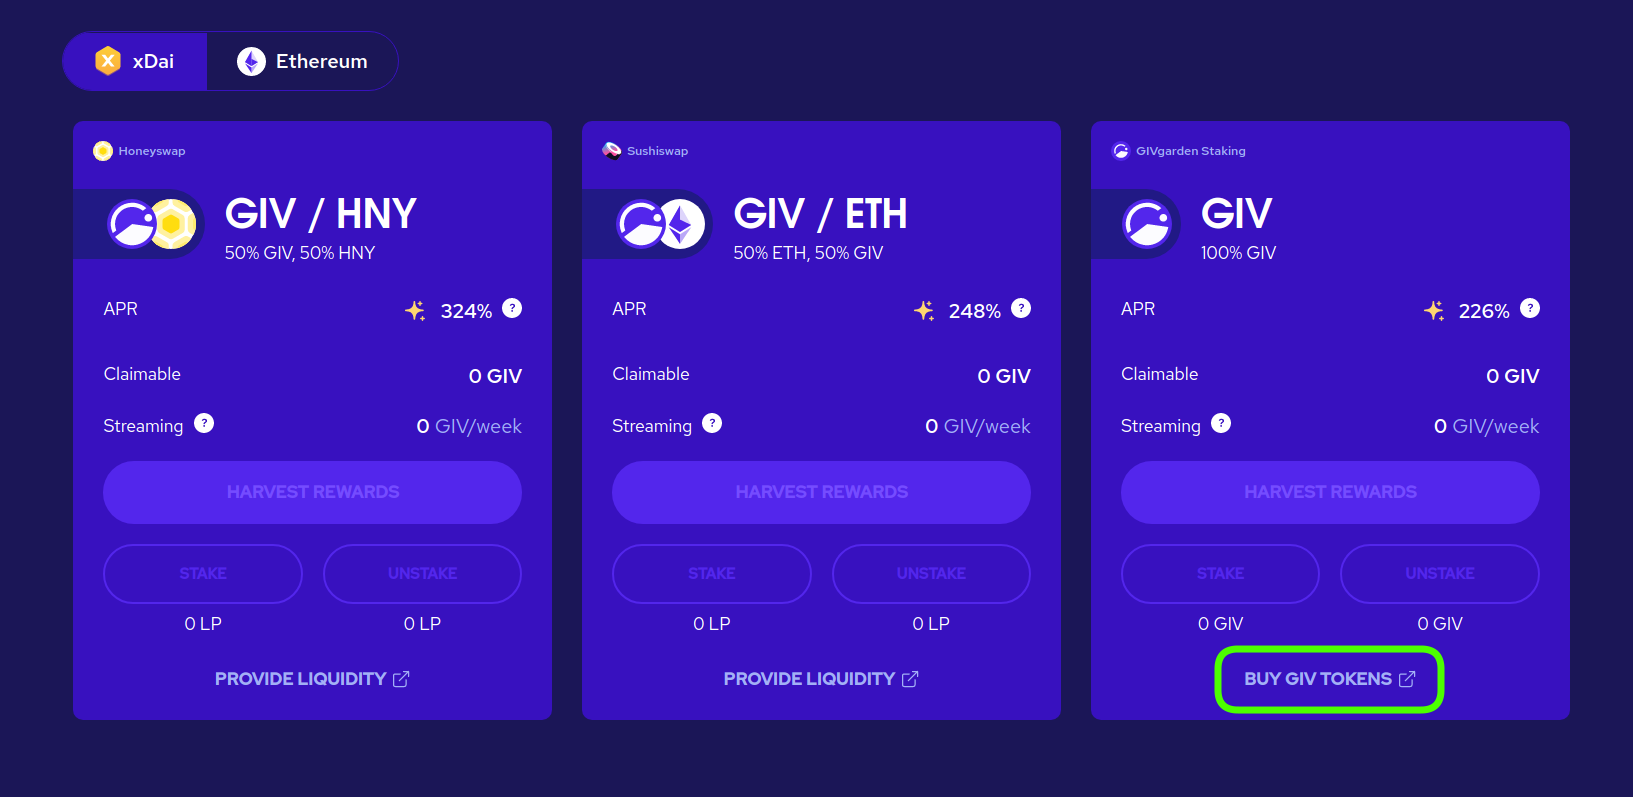 xDai
Ethereum
Honeyswap
GIV / HNY
50% GIV, 50% HNY
APR 324% ?
Claimable 0 GIV
Streaming ? 0 GIV/week
HARVEST REWARDS
STAKE UNSTAKE
0 LP 0 LP
PROVIDE LIQUIDITY
Sushiswap
GIV / ETH
50% ETH, 50% GIV
APR 248% ?
Claimable 0 GIV
Streaming ? 0 GIV/week
HARVEST REWARDS
STAKE UNSTAKE
0 LP 0 LP
PROVIDE LIQUIDITY
GIVgarden Staking
GIV
100% GIV
APR 226% ?
Claimable 0 GIV
Streaming ? 0 GIV/week
HARVEST REWARDS
STAKE UNSTAKE
0 GIV 0 GIV
BUY GIV TOKENS